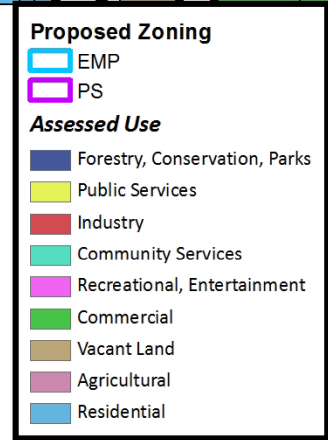 Proposed Zoning
EMP
PS
Assessed Use
Forestry, Conservation, Parks
Public Services
Industry
Community Services
Recreational, Entertainment
Commercial
Vacant Land
Agricultural
Residential